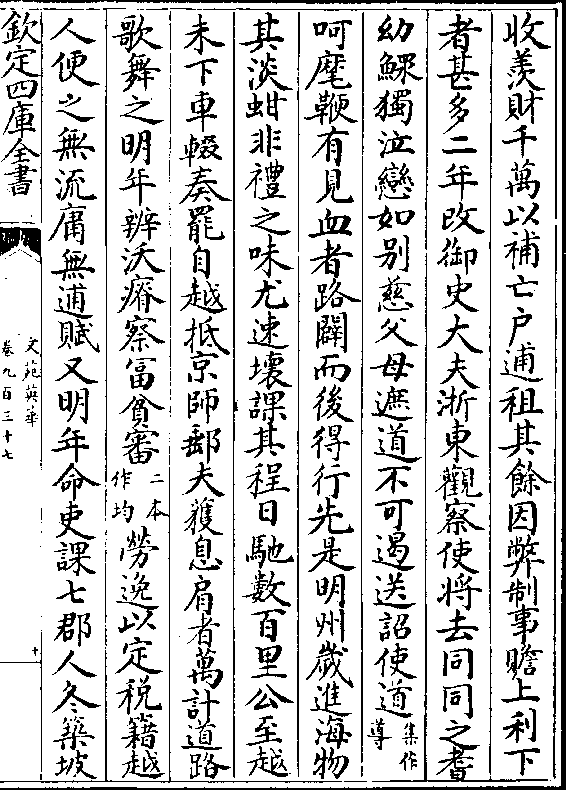 收羨財千萬以補亡户逋租其餘因弊制事贍上利下
者甚多二年改御史大夫浙東觀察使將去同同之耆
幼鰥獨泣戀如别慈父母遮道不可遏送詔使道集作導
呵麾鞭有見血者路闢而後得行先是明州歲進海物
其淡蚶非禮之味尤速壞課其程日馳數百里公至越
未下車轍奏罷自越抵京師郵夫獲息肩者萬計道路
歌舞之明年辨沃瘠察富貧審二本作均勞逸以定税籍越
人便之無流庸無逋賦又明年命吏課七郡人冬築坡
欽定四庫全書
文苑英華
卷九百三十七
十